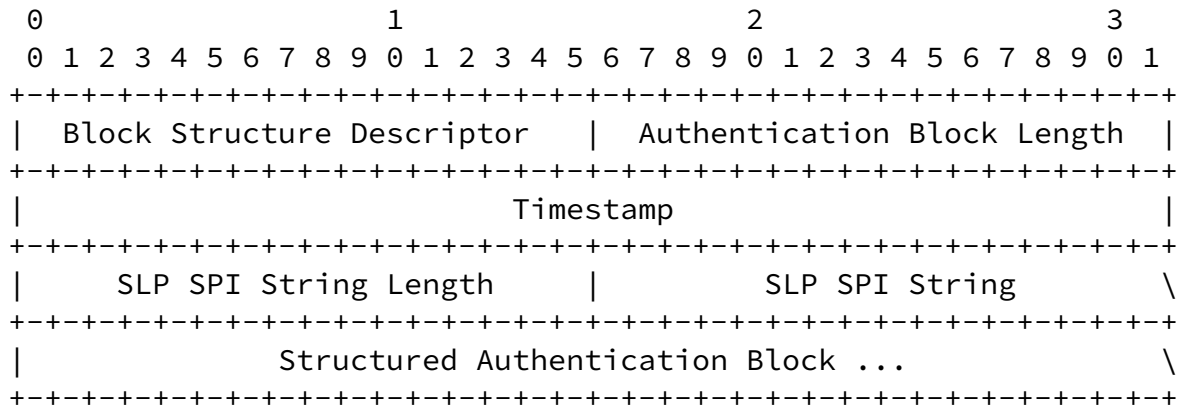 0                   1                   2                   3
 0 1 2 3 4 5 6 7 8 9 0 1 2 3 4 5 6 7 8 9 0 1 2 3 4 5 6 7 8 9 0 1
+-+-+-+-+-+-+-+-+-+-+-+-+-+-+-+-+-+-+-+-+-+-+-+-+-+-+-+-+-+-+-+-+
|  Block Structure Descriptor   |  Authentication Block Length  |
+-+-+-+-+-+-+-+-+-+-+-+-+-+-+-+-+-+-+-+-+-+-+-+-+-+-+-+-+-+-+-+-+
|                           Timestamp                           |
+-+-+-+-+-+-+-+-+-+-+-+-+-+-+-+-+-+-+-+-+-+-+-+-+-+-+-+-+-+-+-+-+
|     SLP SPI String Length     |         SLP SPI String        \
+-+-+-+-+-+-+-+-+-+-+-+-+-+-+-+-+-+-+-+-+-+-+-+-+-+-+-+-+-+-+-+-+
|              Structured Authentication Block ...              \
+-+-+-+-+-+-+-+-+-+-+-+-+-+-+-+-+-+-+-+-+-+-+-+-+-+-+-+-+-+-+-+-+